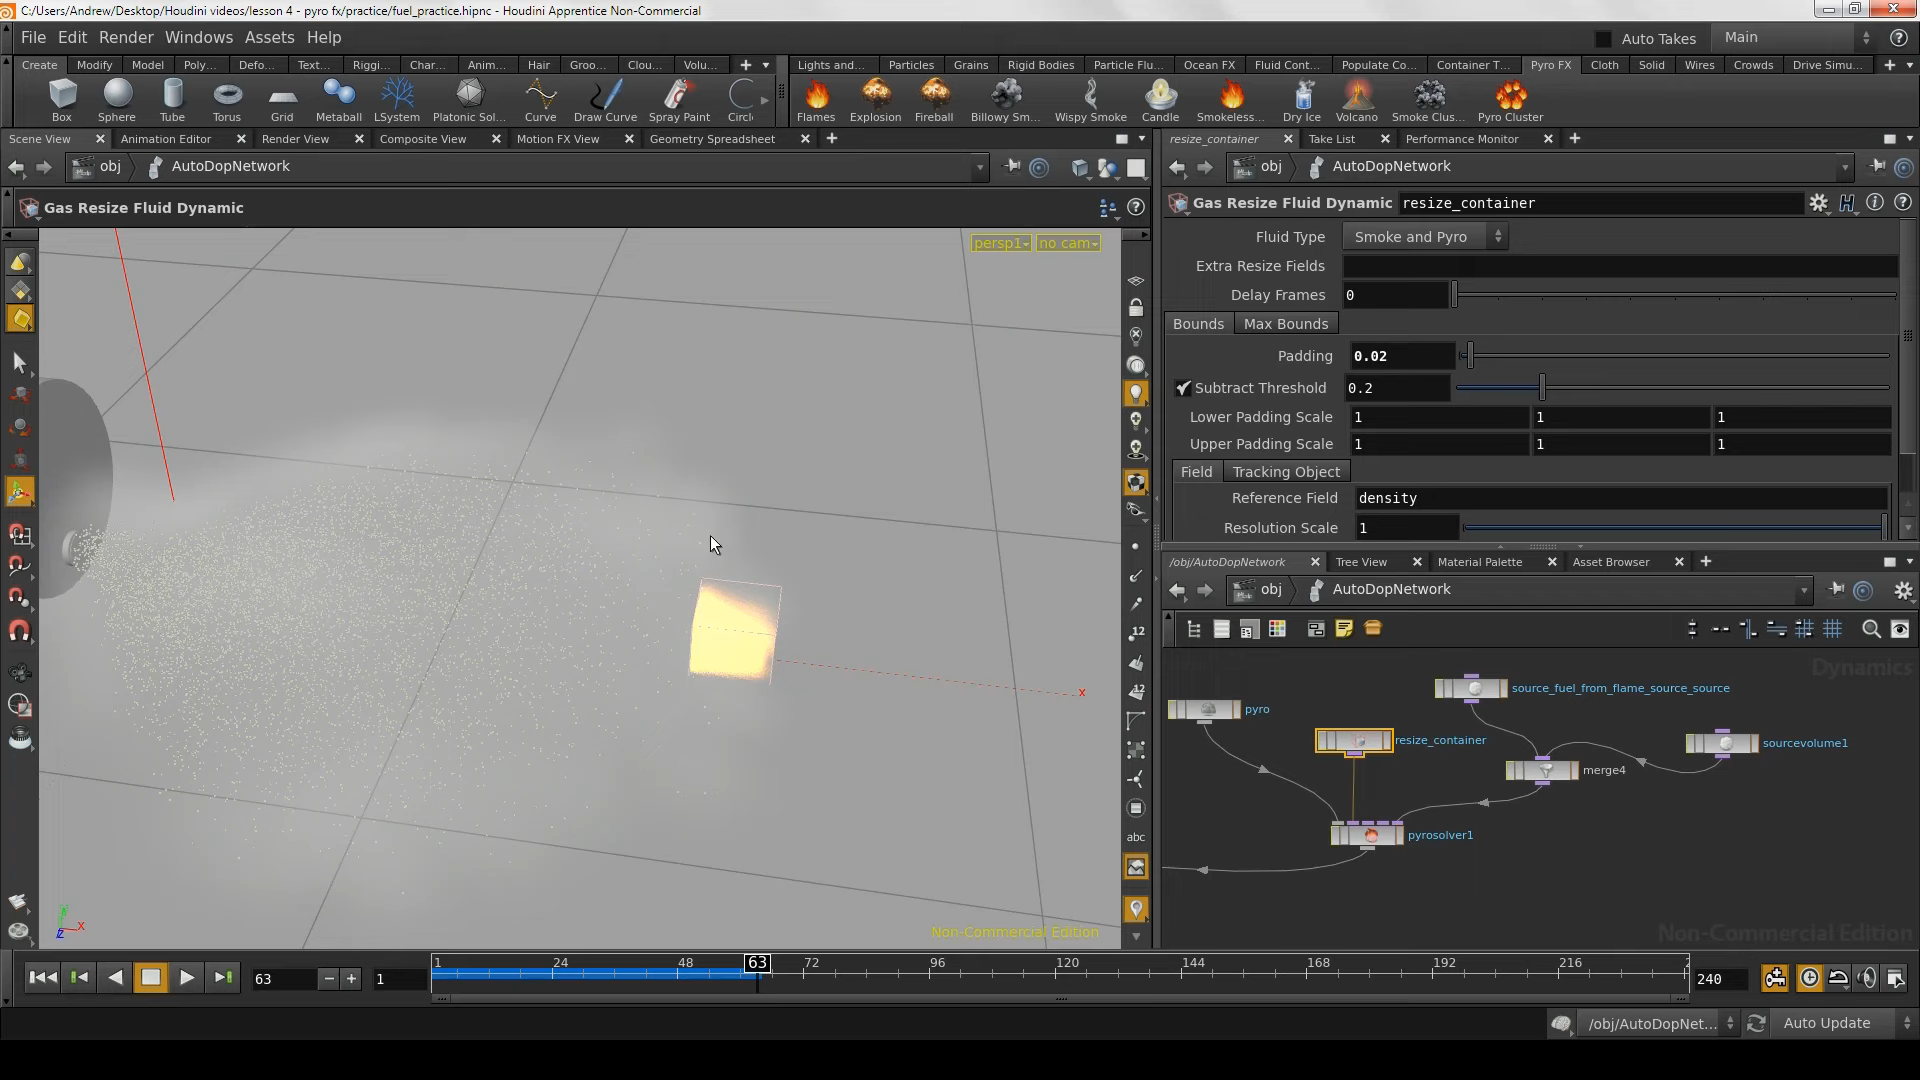 C:/Users/Andrew/Desktop/Houdini videos/lesson 4 - pyro fx/practice/fuel_practice.hipnc - Houdini Apprentice Non-Commercial
File Edit Render Windows Assets Help
Auto Takes Main
Create Modify Model Poly... Defo... Text... Riggi... Char... Anim... Hair Groo... Clou... Volu...
Lights and... Particles Grains Rigid Bodies Particle Flu... Ocean FX Fluid Cont... Populate Co... Container T... Pyro FX Cloth Solid Wires Crowds Drive Simu...
Box Sphere Tube Torus Grid Metaball LSystem Platonic Sol... Curve Draw Curve Spray Paint Circl
Flames Explosion Fireball Billowy Sm... Wispy Smoke Candle Smokeless... Dry Ice Volcano Smoke Clus... Pyro Cluster
Scene View Animation Editor Render View Composite View Motion FX View Geometry Spreadsheet
resize_container Take List Performance Monitor
obj AutoDopNetwork
obj AutoDopNetwork
Gas Resize Fluid Dynamic
Gas Resize Fluid Dynamic resize_container
persp1 no cam
Fluid Type Smoke and Pyro
Extra Resize Fields
Delay Frames 0
Bounds Max Bounds
Padding 0.02
Subtract Threshold 0.2
Lower Padding Scale 1 1 1
Upper Padding Scale 1 1 1
Field Tracking Object
Reference Field density
Resolution Scale 1
/obj/AutoDopNetwork Tree View Material Palette Asset Browser
obj AutoDopNetwork
Dynamics
source_fuel_from_flame_source_source
pyro
resize_container
sourcevolume1
merge4
pyrosolver1
12
12
abc
x
x
z
Non-Commercial Edition
Non-Commercial Edition
63 1
1 24 48 63 72 96 120 144 168 192 216 2
240
/obj/AutoDopNet... Auto Update